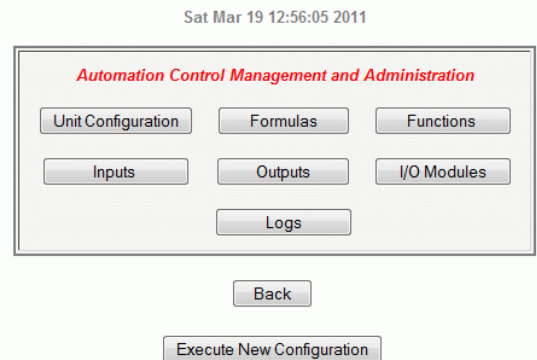 Sat Mar 19 12:56:05 2011
Automation Control Management and Administration
Unit Configuration Formulas Functions
Inputs Outputs I/O Modules
Logs
Back
Execute New Configuration